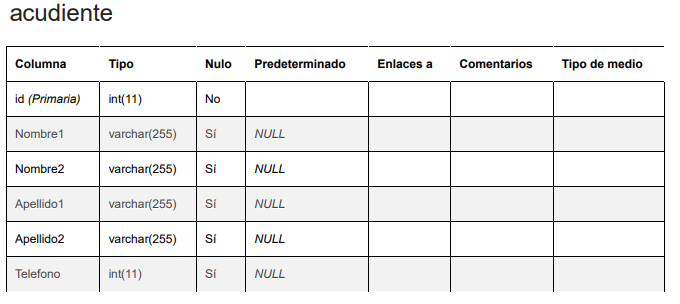 acudiente
Columna Tipo Nulo Predeterminado Enlaces a Comentarios Tipo de medio
id (Primaria) int(11) No
Nombre1 varchar(255) Sí NULL
Nombre2 varchar(255) Sí NULL
Apellido1 varchar(255) Sí NULL
Apellido2 varchar(255) Sí NULL
Telefono int(11) Sí NULL